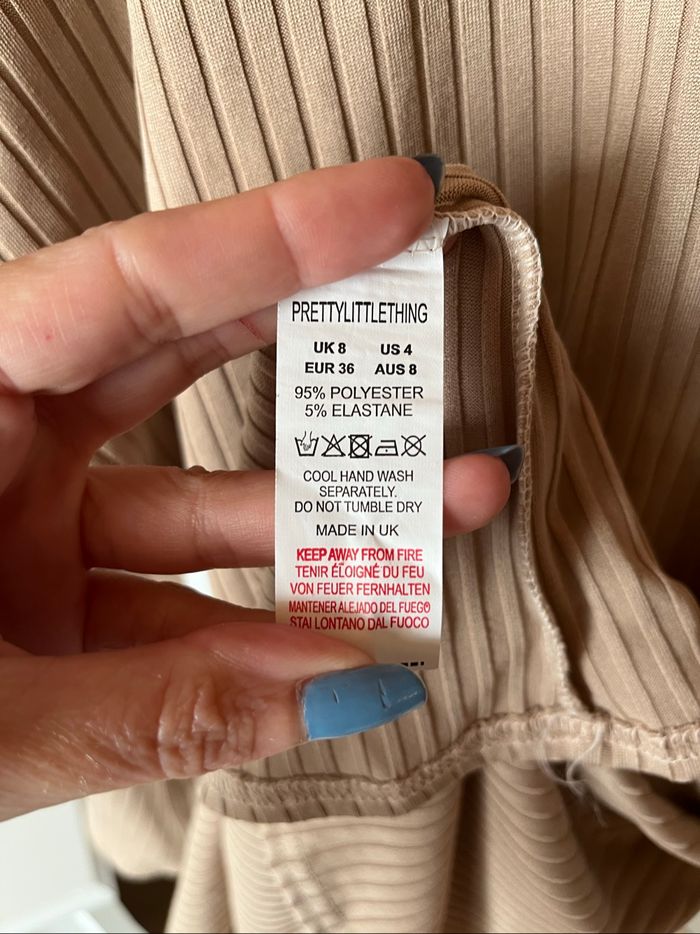 PRETTYLITTLETHING
UK 8 US 4
EUR 36 AUS 8
95% POLYESTER
5% ELASTANE
COOL HAND WASH
SEPARATELY.
DO NOT TUMBLE DRY
MADE IN UK
KEEP AWAY FROM FIRE
TENIR ÉLOIGNÉ DU FEU
VON FEUER FERNHALTEN
MANTENER ALEJADO DEL FUEGO
STAI LONTANO DAL FUOCO